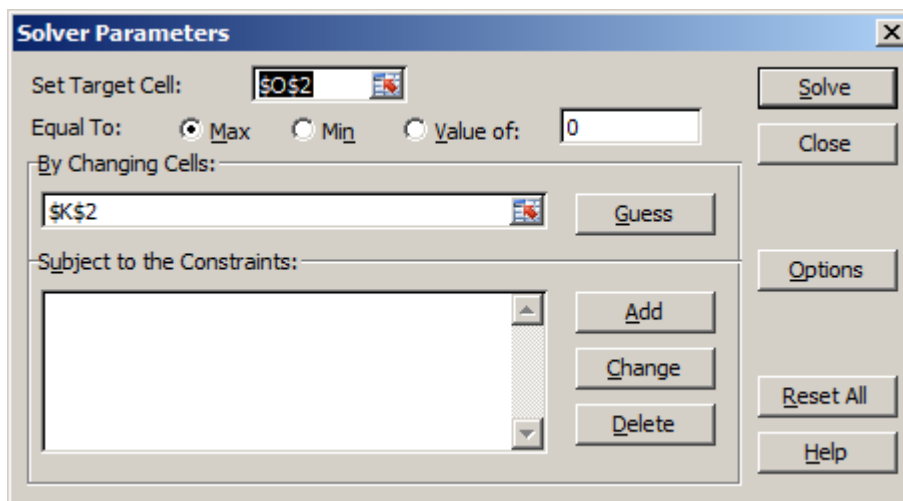 Solver Parameters
Set Target Cell: $O$2 Solve
Equal To: Max Min Value of: 0 Close
By Changing Cells:
$K$2 Guess
Subject to the Constraints: Options
Add
Change
Reset All
Delete
Help